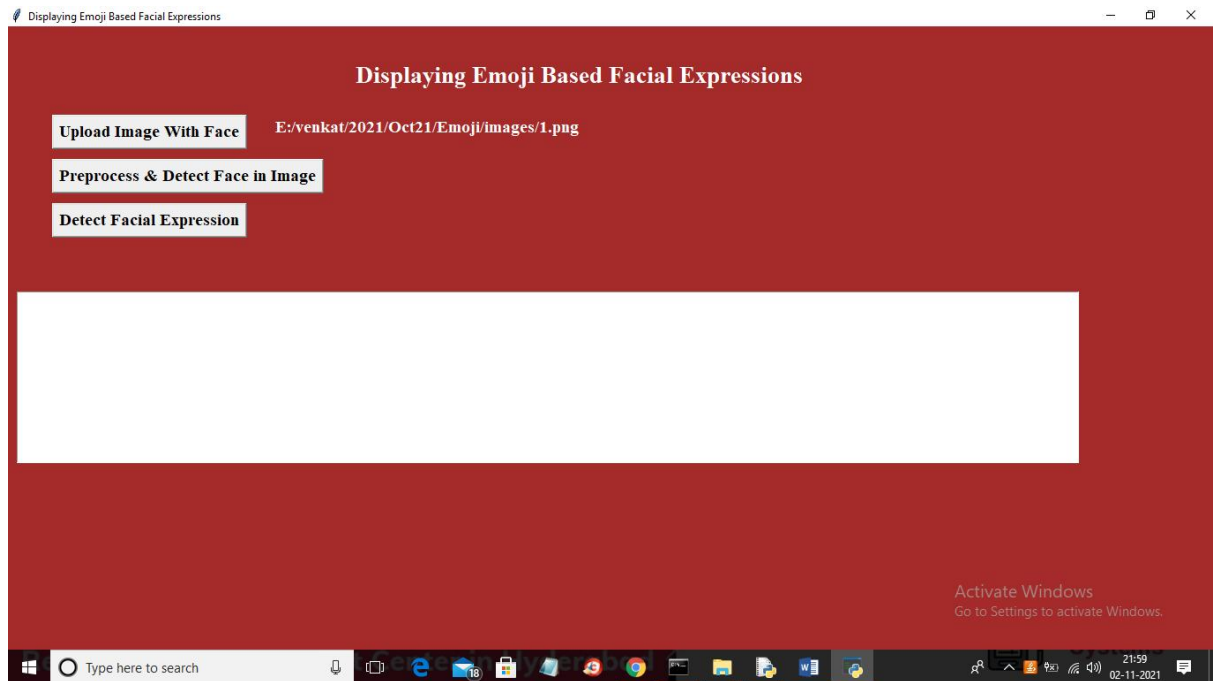 Displaying Emoji Based Facial Expressions
Displaying Emoji Based Facial Expressions
Upload Image With Face
E:/venkat/2021/Oct21/Emoji/images/1.png
Preprocess & Detect Face in Image
Detect Facial Expression
Activate Windows
Go to Settings to activate Windows.
Type here to search
18
21:59
02-11-2021